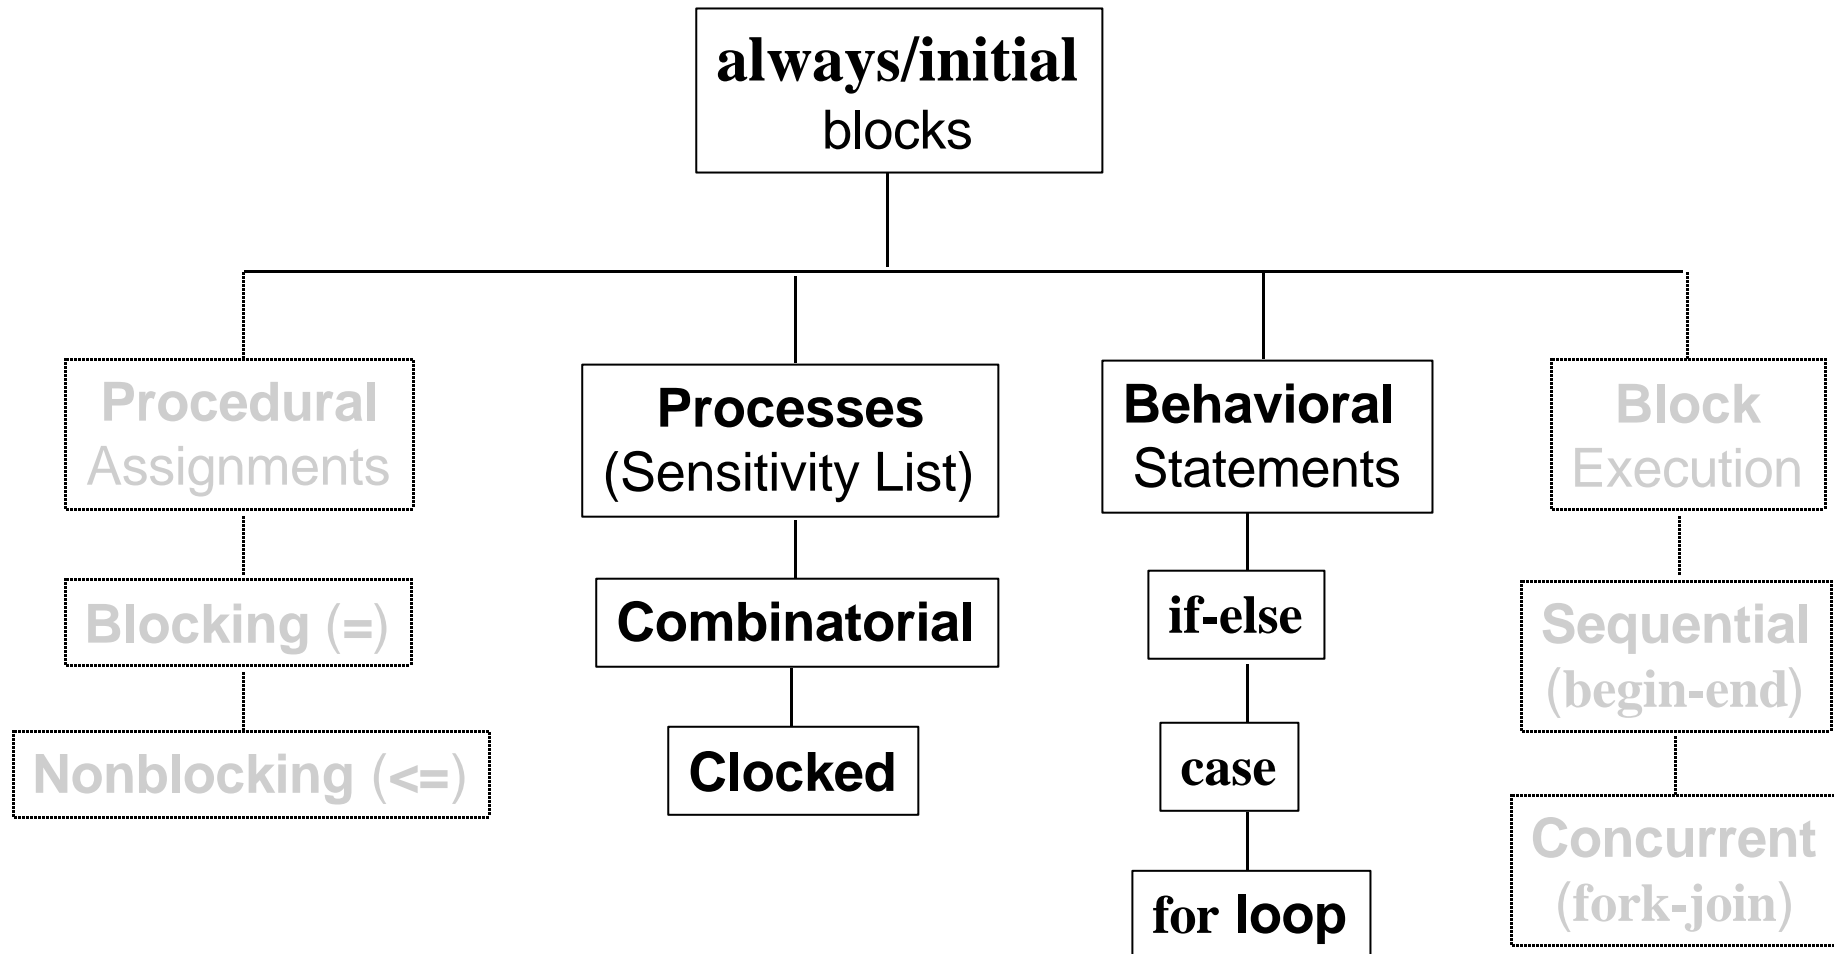 always/initial
blocks
Procedural
Assignments
Blocking (=)
Nonblocking (<=)
Processes
(Sensitivity List)
Combinatorial
Clocked
Behavioral
Statements
if-else
case
for loop
Block
Execution
Sequential
(begin-end)
Concurrent
(fork-join)